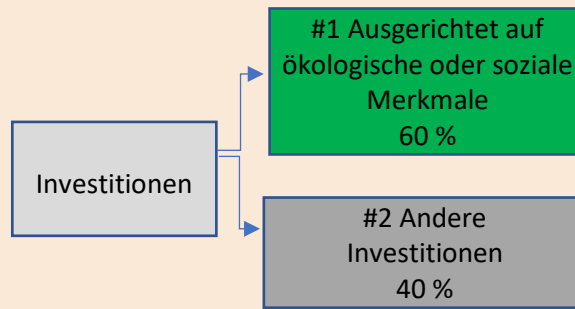 #1 Ausgerichtet auf
ökologische oder soziale
Merkmale
60 %
Investitionen
#2 Andere
Investitionen
40 %